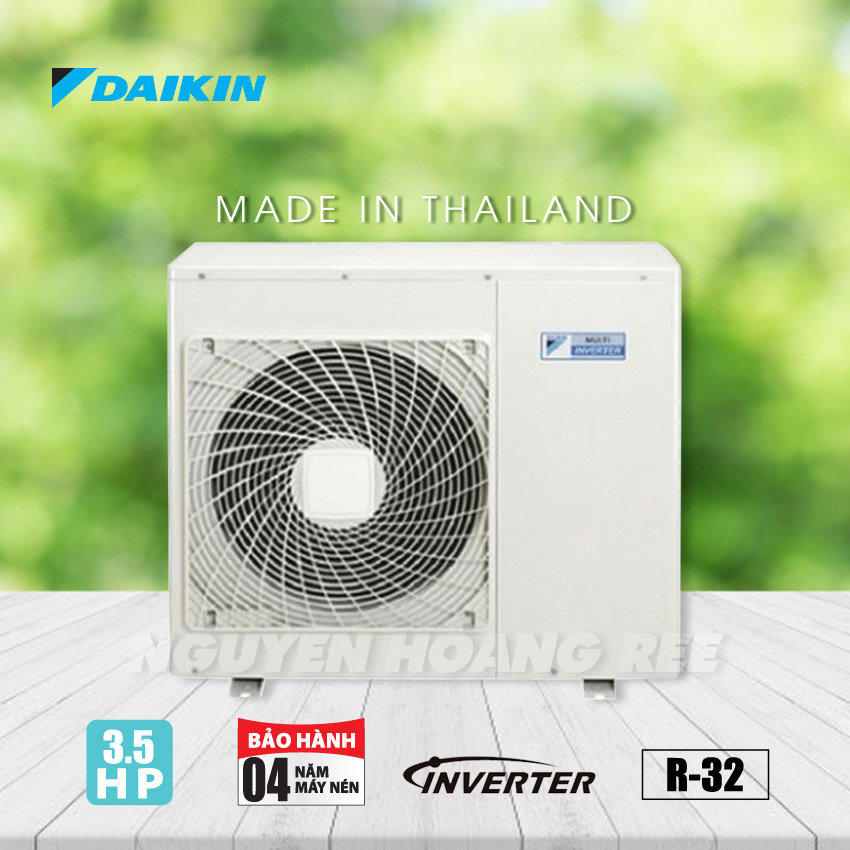 DAIKIN
MADE IN THAILAND
DAIKIN
MULTI
INVERTER
NGUYEN HOANG REE
3.5
HP
BẢO HÀNH
04 NĂM
MÁY NÉN
INVERTER
R-32